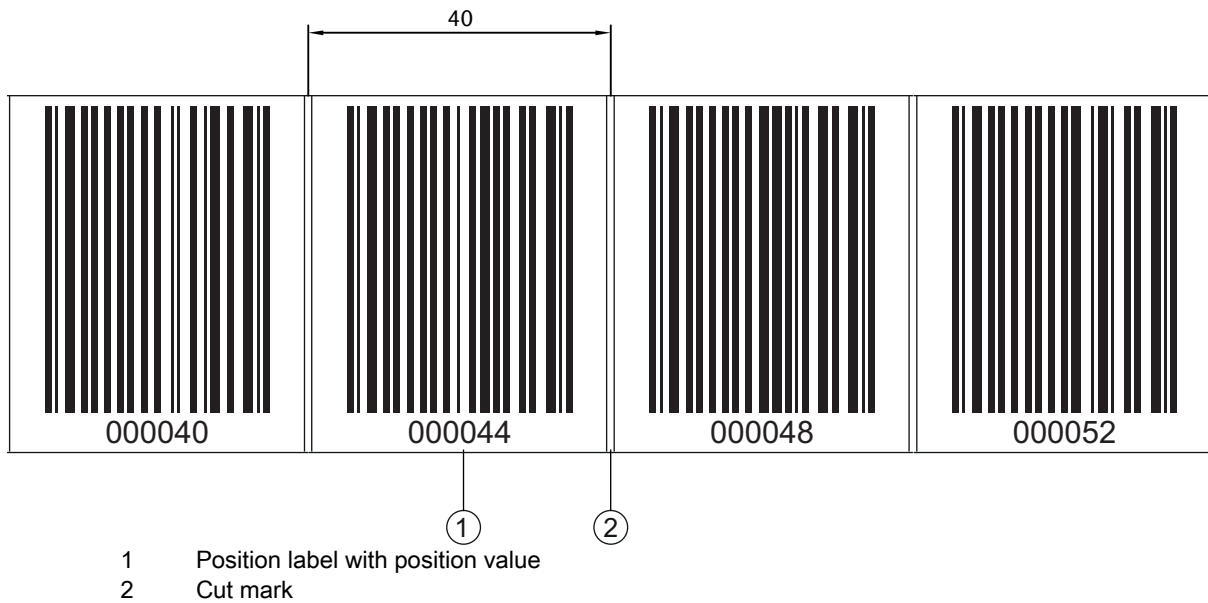 40
000040 000044 000048 000052
1 2
1 Position label with position value
2 Cut mark